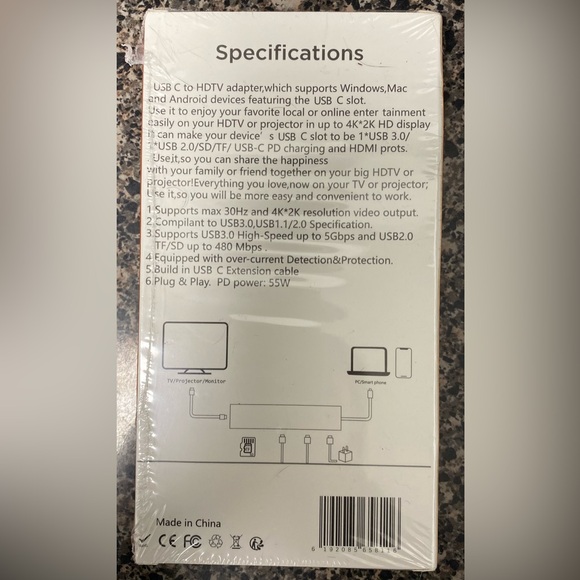 Specifications
USB C to HDTV adapter,which supports Windows,Mac
and Android devices featuring the USB C slot.
Use it to enjoy your favorite local or online enter tainment
easily on your HDTV or projector in up to 4K*2K HD display
it can make your device's USB C slot to be 1*USB 3.0/
1*USB 2.0/SD/TF/ USB-C PD charging and HDMI prots.
Useit,so you can share the happiness
with your family or friend together on your big HDTV or
projector!Everything you love,now on your TV or projector;
Use it,so you will be more easy and convenient to work.
1.Supports max 30Hz and 4K*2K resolution video output.
2.Compilant to USB3.0,USB1.1/2.0 Specification.
3.Supports USB3.0 High-Speed up to 5Gbps and USB2.0
TF/SD up to 480 Mbps .
4.Equipped with over-current Detection&Protection.
5.Build in USB C Extension cable
6.Plug & Play. PD power: 55W
TV/Projector/Monitor
PC/Smart phone
Made in China
CE FC